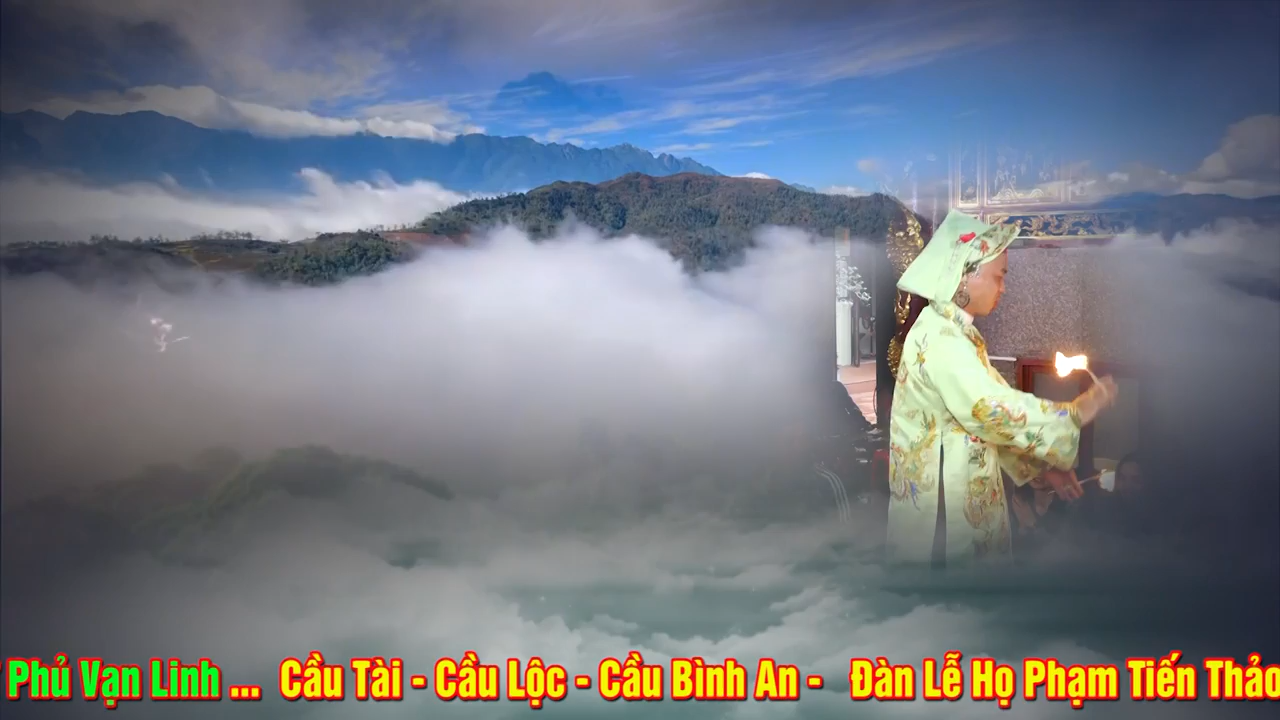 Phủ Vạn Linh ... Cầu Tài - Cầu Lộc - Cầu Bình An - Đàn Lễ Họ Phạm Tiến Thảo